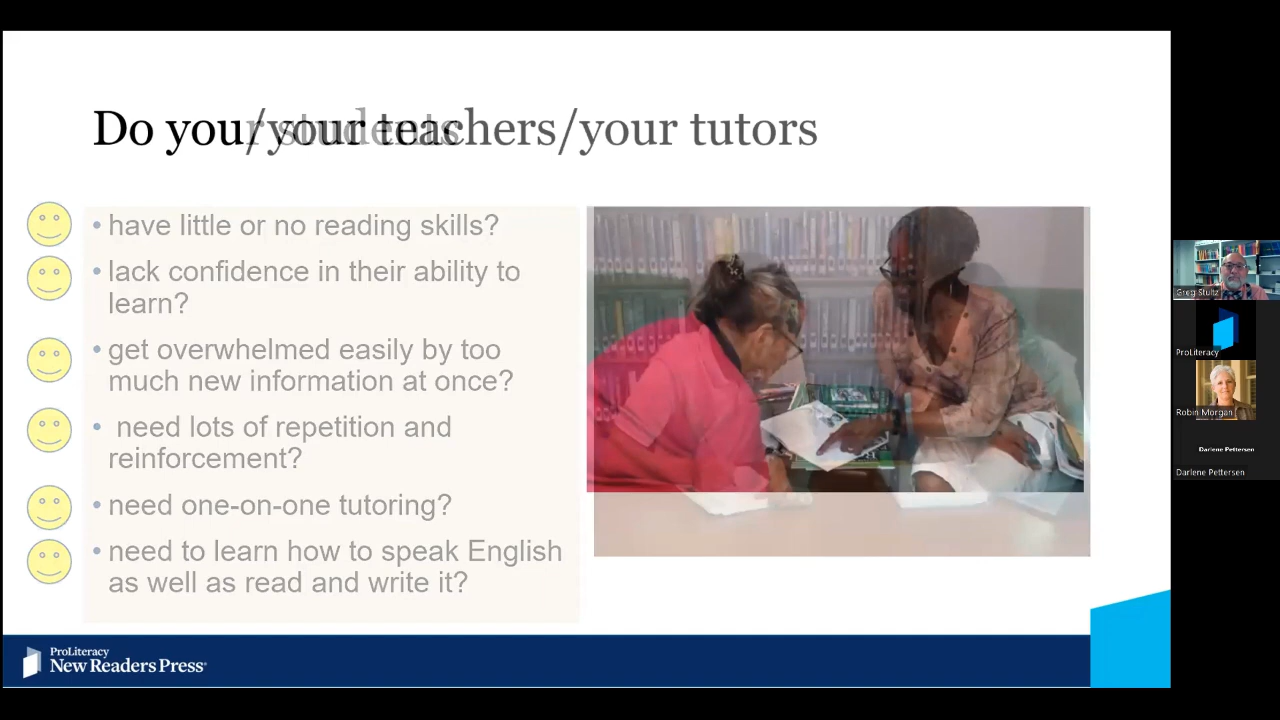 Do your students
Do you/your teachers/your tutors
• have little or no reading skills?
• lack confidence in their ability to
learn?
• get overwhelmed easily by too
much new information at once?
• need lots of repetition and
reinforcement?
• need one-on-one tutoring?
• need to learn how to speak English
as well as read and write it?
ProLiteracy
New Readers Press
Greg Stultz
ProLiteracy
Robin Morgan
Darlene Pettersen
Darlene Pettersen